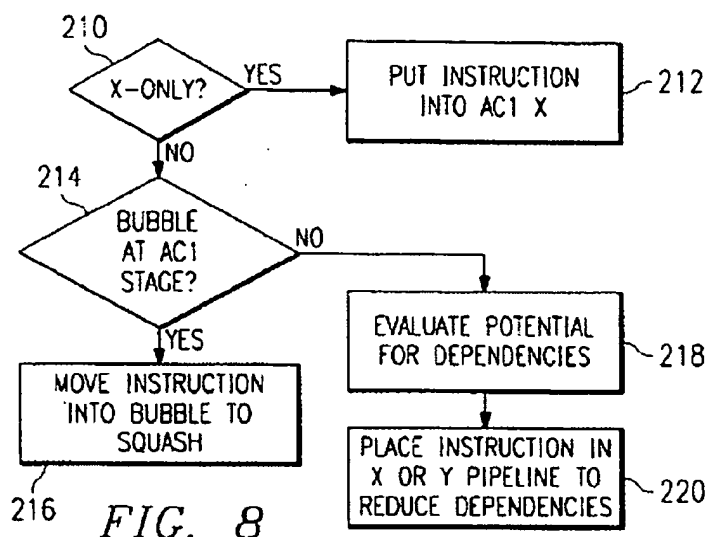 210
X-ONLY?
YES
PUT INSTRUCTION
INTO AC1 X
212
NO
214
BUBBLE
AT AC1
STAGE?
NO
YES
EVALUATE POTENTIAL
FOR DEPENDENCIES
218
MOVE INSTRUCTION
INTO BUBBLE TO
SQUASH
216
PLACE INSTRUCTION IN
X OR Y PIPELINE TO
REDUCE DEPENDENCIES
220
FIG. 8